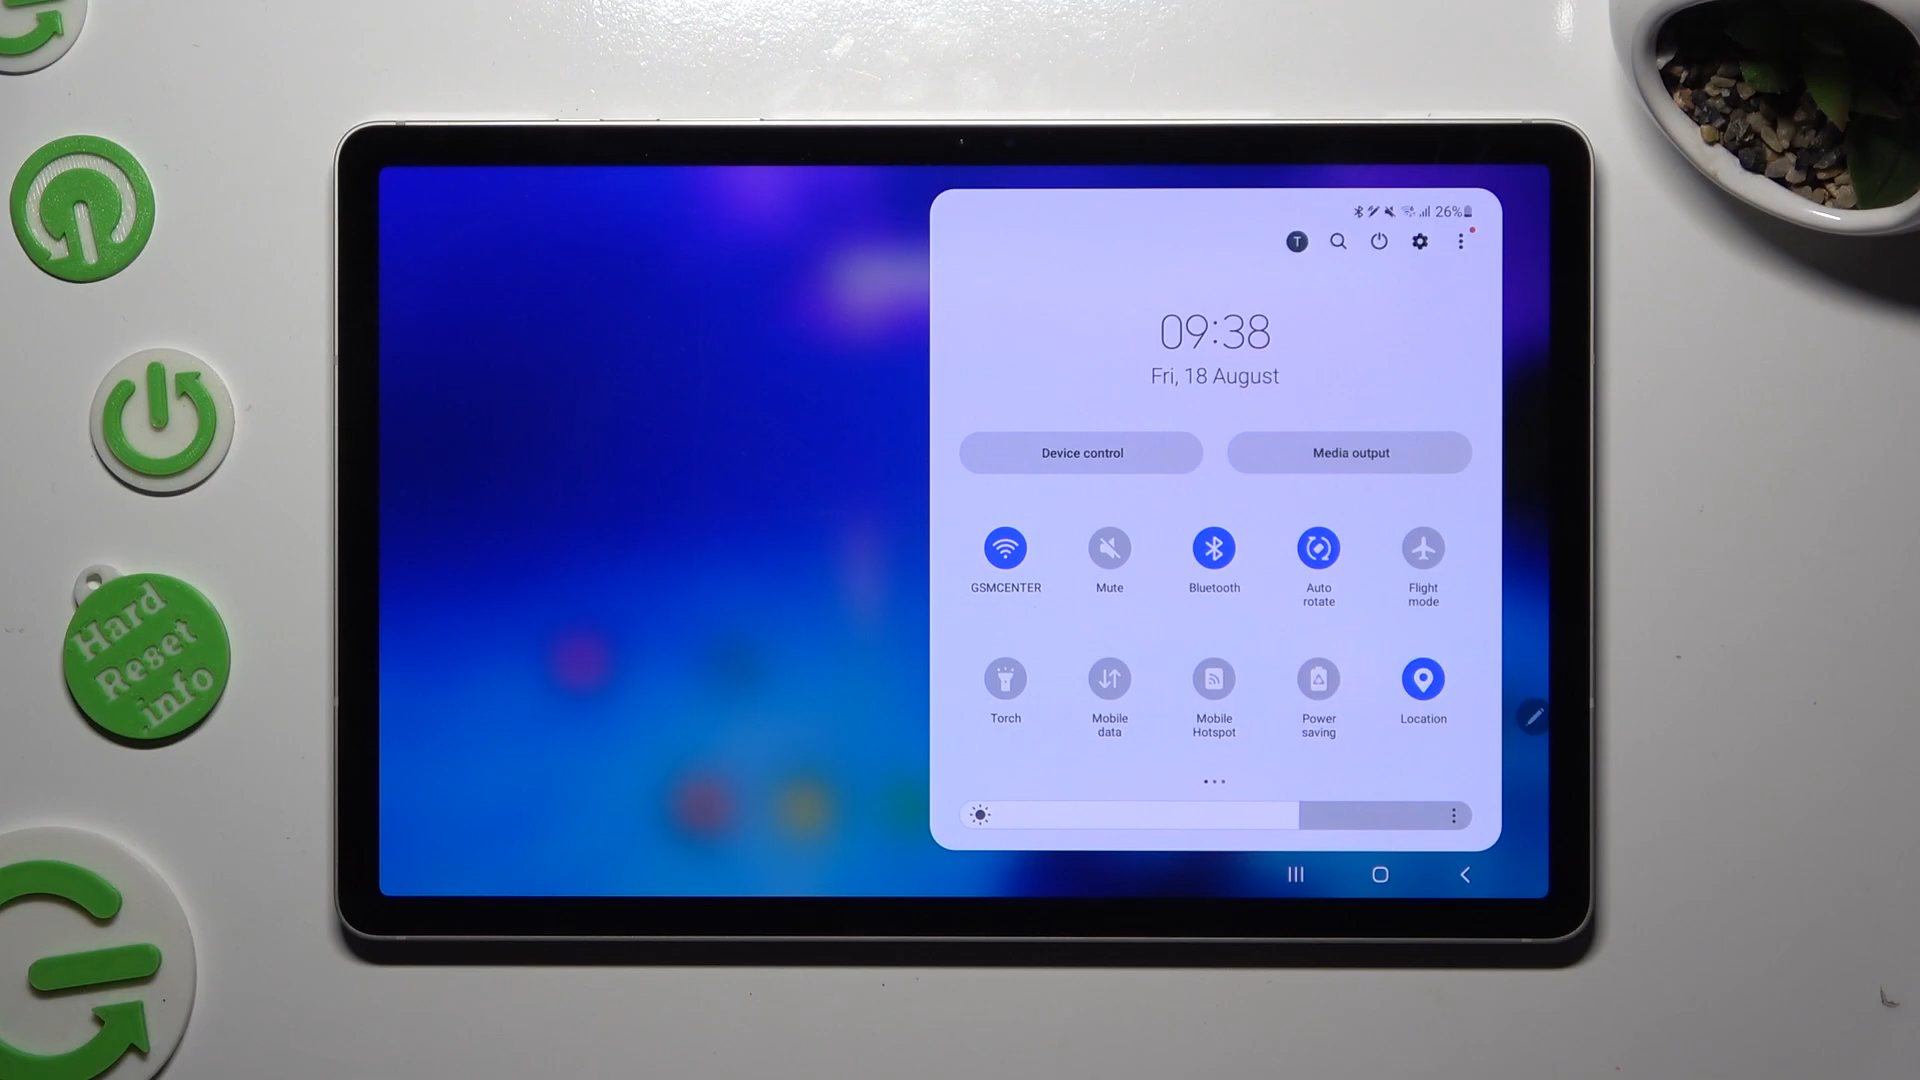 26%
T
09:38
Fri, 18 August
Device control
Media output
GSMCENTER
Mute
Bluetooth
Auto
rotate
Flight
mode
Torch
Mobile
data
Mobile
Hotspot
Power
saving
Location
Hard
Reset
.info